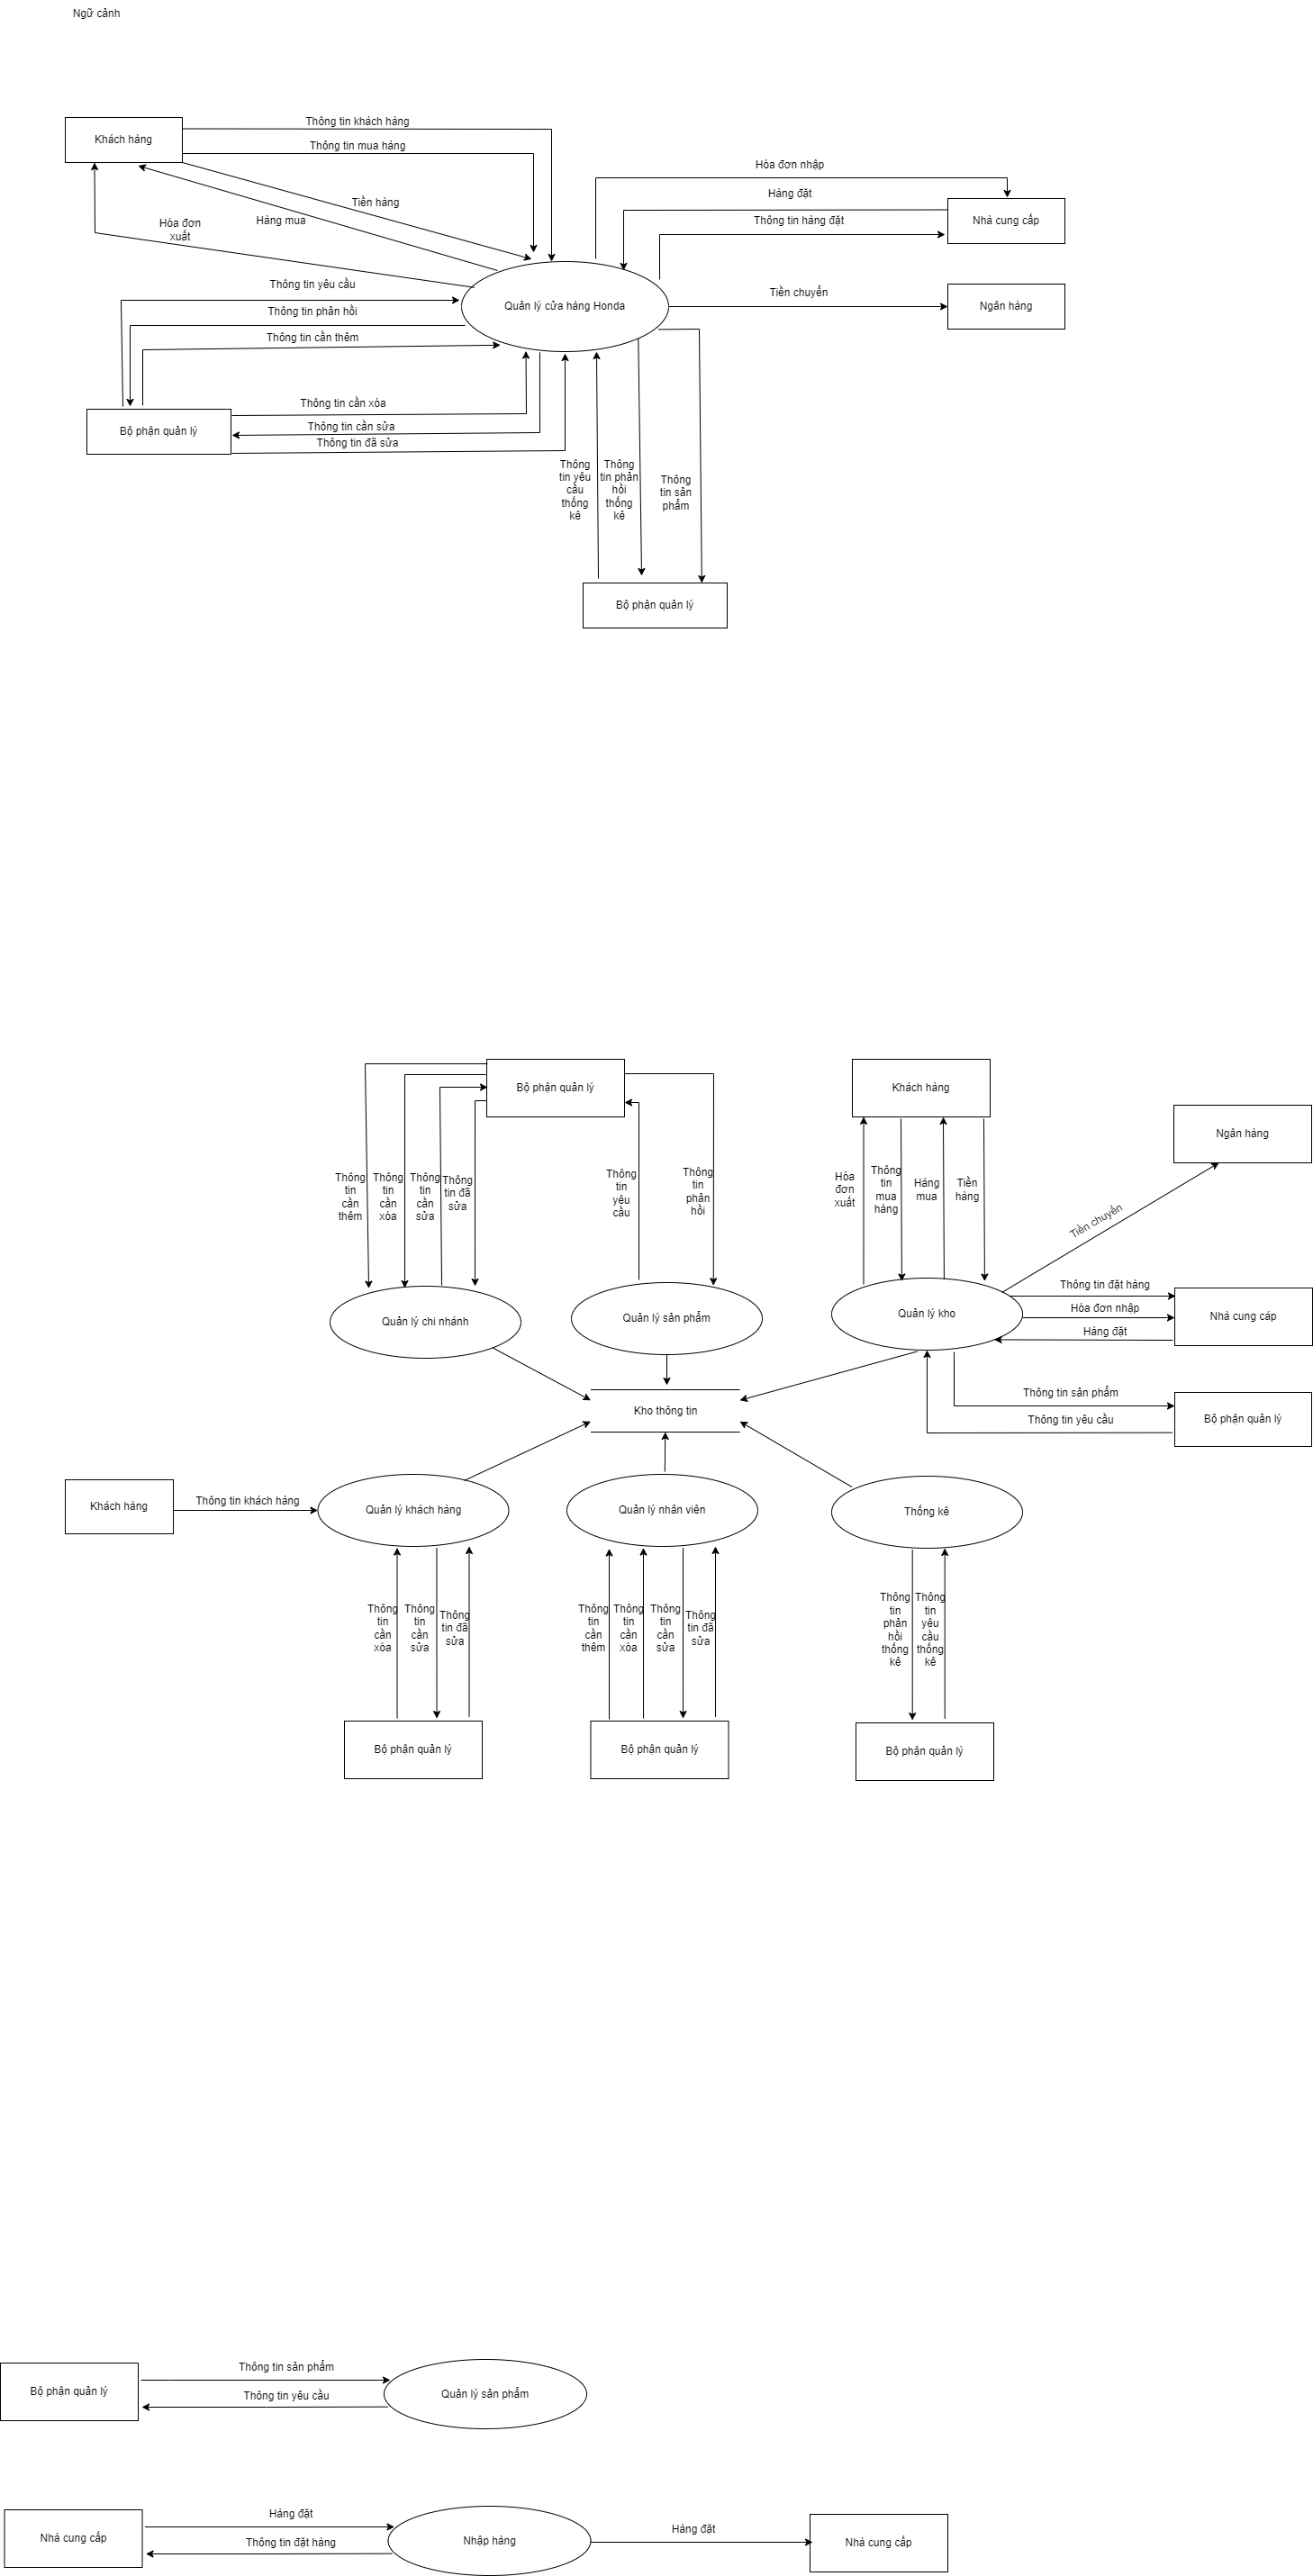 Ngữ cảnh
Khách hàng
Thông tin khách hàng
Thông tin mua hàng
Tiền hàng
Hàng mua
Hóa đơn
xuất
Hóa đơn nhập
Hàng đặt
Thông tin hàng đặt
Nhà cung cấp
Quản lý cửa hàng Honda
Tiền chuyển
Ngân hàng
Thông tin yêu cầu
Thông tin phản hồi
Thông tin cần thêm
Thông tin cần xóa
Thông tin cần sửa
Thông tin đã sửa
Bộ phận quản lý
Thông
tin yêu
cầu
thống
kê
Thông
tin phản
hồi
thống
kê
Thông
tin sản
phẩm
Bộ phận quản lý
Bộ phận quản lý
Khách hàng
Ngân hàng
Thông
tin
cần
thêm
Thông
tin
cần
xóa
Thông
tin
cần
sửa
Thông
tin đã
sửa
Thông
tin
yêu
cầu
Thông
tin
phản
hồi
Hóa
đơn
xuất
Thông
tin
mua
hàng
Hàng
mua
Tiền
hàng
Tiền chuyển
Quản lý chi nhánh
Quản lý sản phẩm
Quản lý kho
Thông tin đặt hàng
Hóa đơn nhập
Hàng đặt
Nhà cung cáp
Thông tin sản phẩm
Thông tin yêu cầu
Bộ phận quản lý
Kho thông tin
Khách hàng
Thông tin khách hàng
Quản lý khách hàng
Quản lý nhân viên
Thống kê
Thông
tin
cần
xóa
Thông
tin
cần
sửa
Thông
tin đã
sửa
Thông
tin
cần
thêm
Thông
tin
cần
xóa
Thông
tin
cần
sửa
Thông
tin đã
sửa
Thông
tin
phản
hồi
thống
kê
Thông
tin
yêu
cầu
thống
kê
Bộ phận quản lý
Bộ phận quản lý
Bộ phận quản lý
Bộ phận quản lý
Thông tin sản phẩm
Thông tin yêu cầu
Quản lý sản phẩm
Nhà cung cấp
Hàng đặt
Thông tin đặt hàng
Nhập hàng
Hàng đặt
Nhà cung cấp